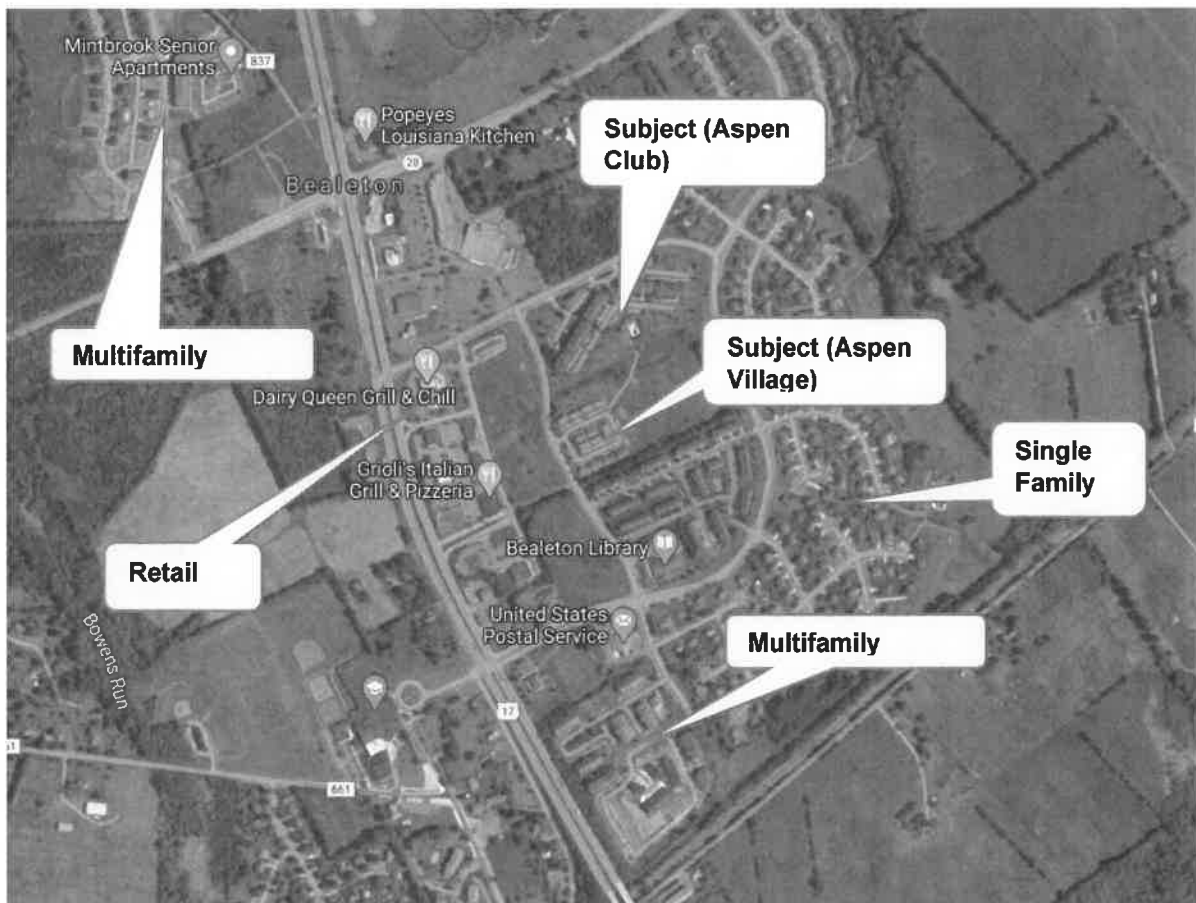 Mintbrook Senior
Apartments
837
Popeyes
Louisiana Kitchen
28
Bealeton
Subject (Aspen
Club)
Multifamily
Subject (Aspen
Village)
Dairy Queen Grill & Chill
Single
Family
Grioli's Italian
Grill & Pizzeria
Bealeton Library
Retail
United States
Postal Service
Multifamily
Bowens Run
17
61
661